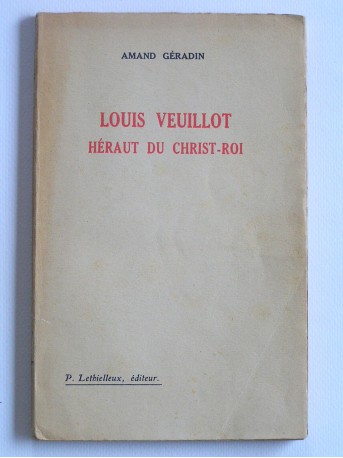 AMAND GÉRADIN
LOUIS VEUILLOT
HÉRAUT DU CHRIST-ROI
P. Lethielleux, éditeur.